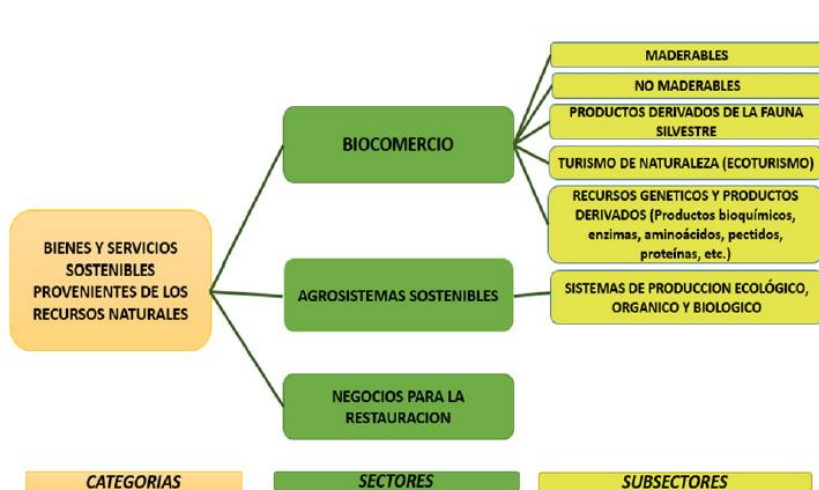 MADERABLES
NO MADERABLES
PRODUCTOS DERIVADOS DE LA FAUNA
SILVESTRE
BIOCOMERCIO
TURISMO DE NATURALEZA (ECOTURISMO)
RECURSOS GENETICOS Y PRODUCTOS
DERIVADOS (Productos bioquímicos,
enzimas, aminoácidos, pectidos,
proteínas, etc.)
BIENES Y SERVICIOS
SOSTENIBLES
PROVENIENTES DE LOS
RECURSOS NATURALES
AGROSISTEMAS SOSTENIBLES
SISTEMAS DE PRODUCCION ECOLÓGICO,
ORGANICO Y BIOLOGICO
NEGOCIOS PARA LA
RESTAURACION
CATEGORIAS
SECTORES
SUBSECTORES